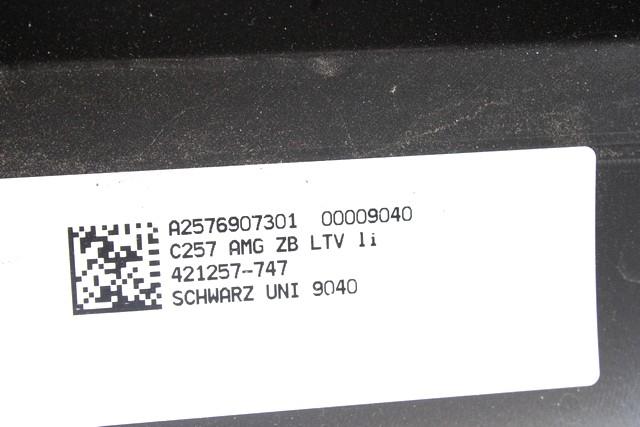 A2576907301 00009040
C257 AMG ZB LTV li
421257--747
SCHWARZ UNI 9040